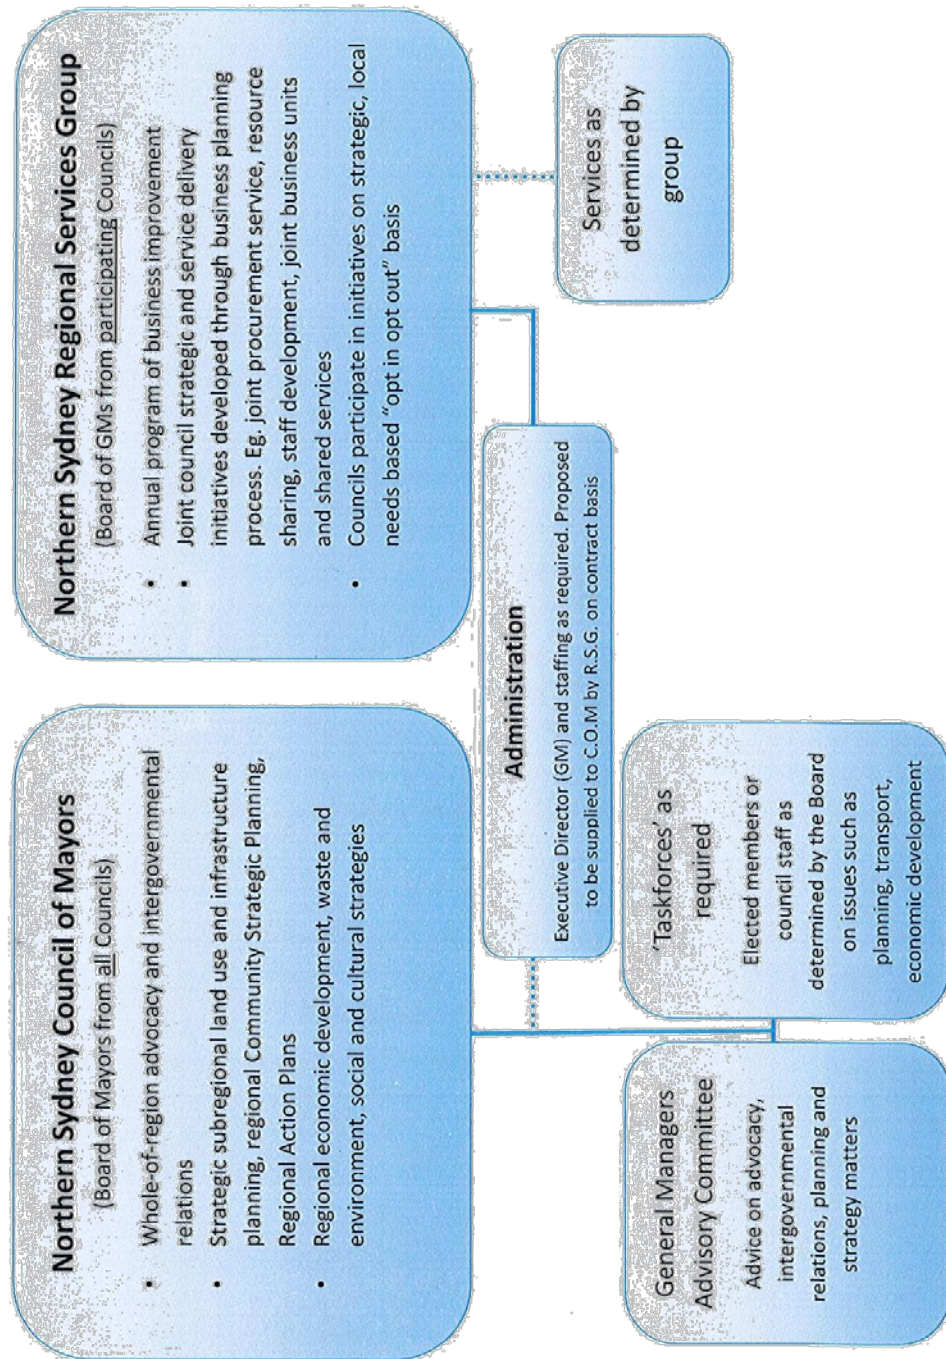 Northern Sydney Council of Mayors
(Board of Mayors from all Councils)
• Whole-of-region advocacy and intergovernmental
relations
• Strategic subregional land use and infrastructure
planning, regional Community Strategic Planning,
Regional Action Plans
• Regional economic development, waste and
environment, social and cultural strategies
Northern Sydney Regional Services Group
(Board of GMs from participating Councils)
• Annual program of business improvement
• Joint council strategic and service delivery
initiatives developed through business planning
process. Eg. joint procurement service, resource
sharing, staff development, joint business units
and shared services
• Councils participate in initiatives on strategic, local
needs based “opt in opt out” basis
Administration
Executive Director (GM) and staffing as required. Proposed
to be supplied to C.O.M by R.S.G. on contract basis
General Managers
Advisory Committee
Advice on advocacy,
intergovernmental
relations, planning and
strategy matters
‘Taskforces’ as
required
Elected members or
council staff as
determined by the Board
on issues such as
planning, transport,
economic development
Services as
determined by
group